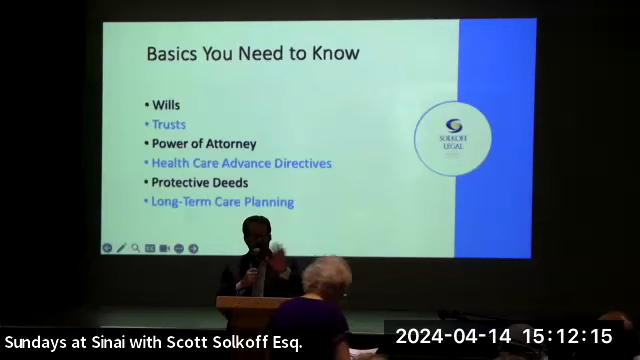 Basics You Need to Know
• Wills
• Trusts
• Power of Attorney
• Health Care Advance Directives
• Protective Deeds
• Long-Term Care Planning
SOLKOFF
LEGAL
Sundays at Sinai with Scott Solkoff Esq.
2024-04-14 15:12:15